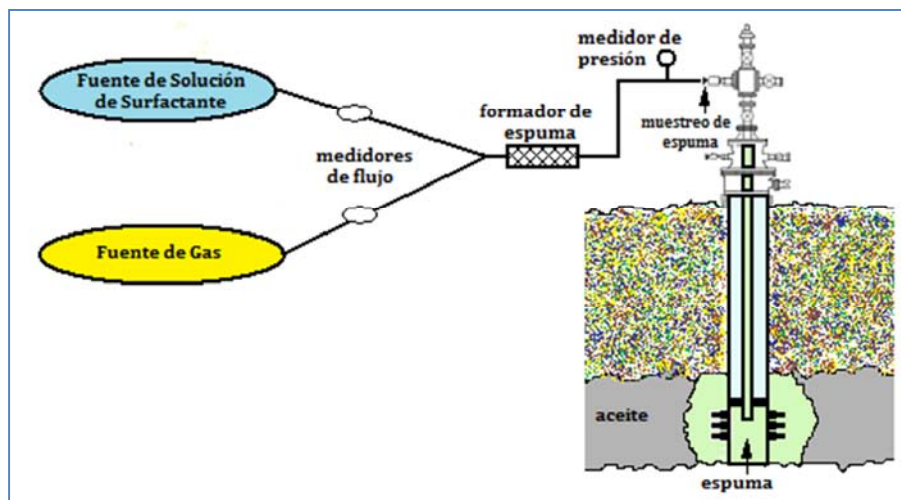 Fuente de Solución
de Surfactante
medidor de
presión
formador de
espuma
muestreo de
espuma
medidores
de flujo
Fuente de Gas
aceite
espuma